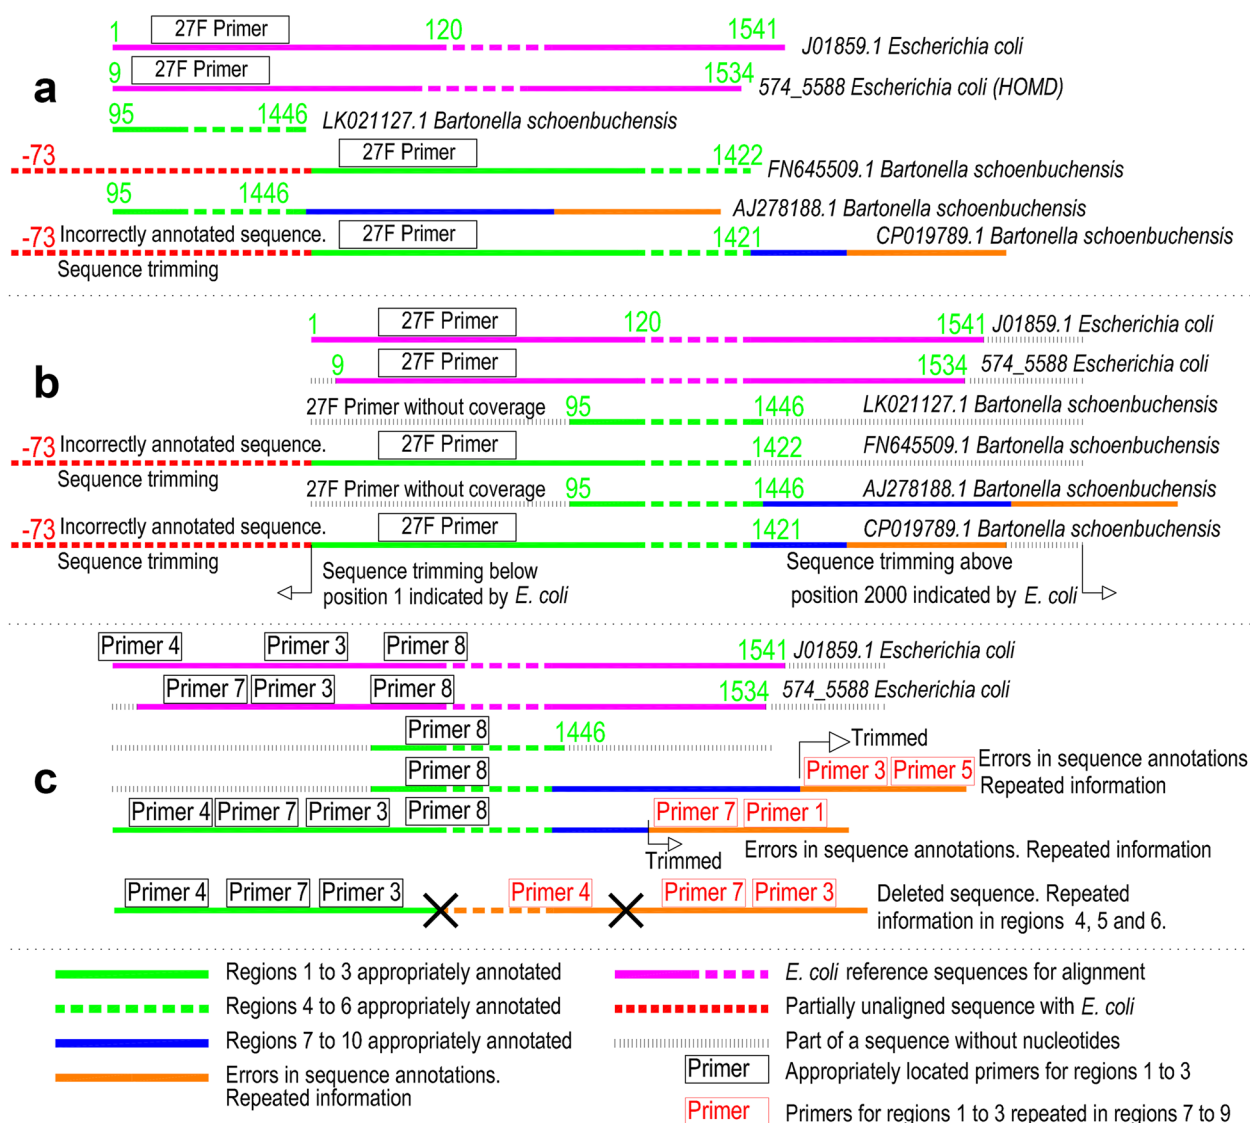 a
1 27F Primer 120 1541 J01859.1 Escherichia coli
9 27F Primer 1534 574_5588 Escherichia coli (HOMD)
95 1446 LK021127.1 Bartonella schoenbuchensis
-73 27F Primer 1422 FN645509.1 Bartonella schoenbuchensis
95 1446 AJ278188.1 Bartonella schoenbuchensis
-73 Incorrectly annotated sequence. 27F Primer 1421 CP019789.1 Bartonella schoenbuchensis
Sequence trimming
b
1 27F Primer 120 1541 J01859.1 Escherichia coli
9 27F Primer 1534 574_5588 Escherichia coli
27F Primer without coverage 95 1446 LK021127.1 Bartonella schoenbuchensis
-73 Incorrectly annotated sequence. 27F Primer 1422 FN645509.1 Bartonella schoenbuchensis
Sequence trimming
27F Primer without coverage 95 1446 AJ278188.1 Bartonella schoenbuchensis
-73 Incorrectly annotated sequence. 27F Primer 1421 CP019789.1 Bartonella schoenbuchensis
Sequence trimming
Sequence trimming below
position 1 indicated by E. coli
Sequence trimming above
position 2000 indicated by E. coli
c
Primer 4 Primer 3 Primer 8 1541 J01859.1 Escherichia coli
Primer 7 Primer 3 Primer 8 1534 574_5588 Escherichia coli
Primer 8 1446
Trimmed
Primer 8 Primer 3 Primer 5 Errors in sequence annotations
Repeated information
Primer 4 Primer 7 Primer 3 Primer 8 Primer 7 Primer 1
Trimmed
Errors in sequence annotations. Repeated information
Primer 4 Primer 7 Primer 3 Primer 4 Primer 7 Primer 3 Deleted sequence. Repeated
information in regions 4, 5 and 6.
Regions 1 to 3 appropriately annotated
Regions 4 to 6 appropriately annotated
Regions 7 to 10 appropriately annotated
Errors in sequence annotations.
Repeated information
E. coli reference sequences for alignment
Partially unaligned sequence with E. coli
Part of a sequence without nucleotides
Primer Appropriately located primers for regions 1 to 3
Primer Primers for regions 1 to 3 repeated in regions 7 to 9